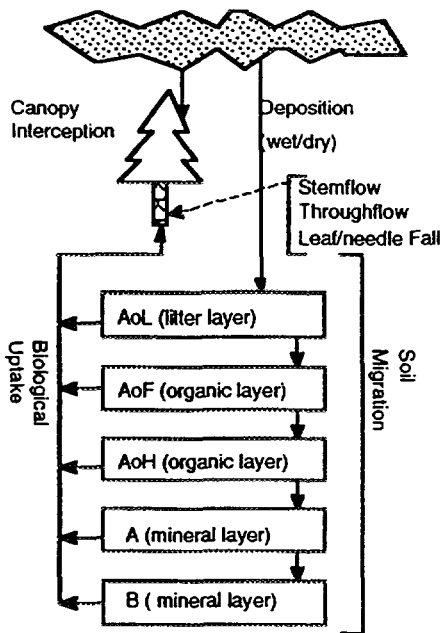 Canopy
Interception
Deposition
(wet/dry)
Stemflow
Throughflow
Leaf/needle Fall
AoL (litter layer)
AoF (organic layer)
AoH (organic layer)
A (mineral layer)
B ( mineral layer)
Biological
Uptake
Soil
Migration